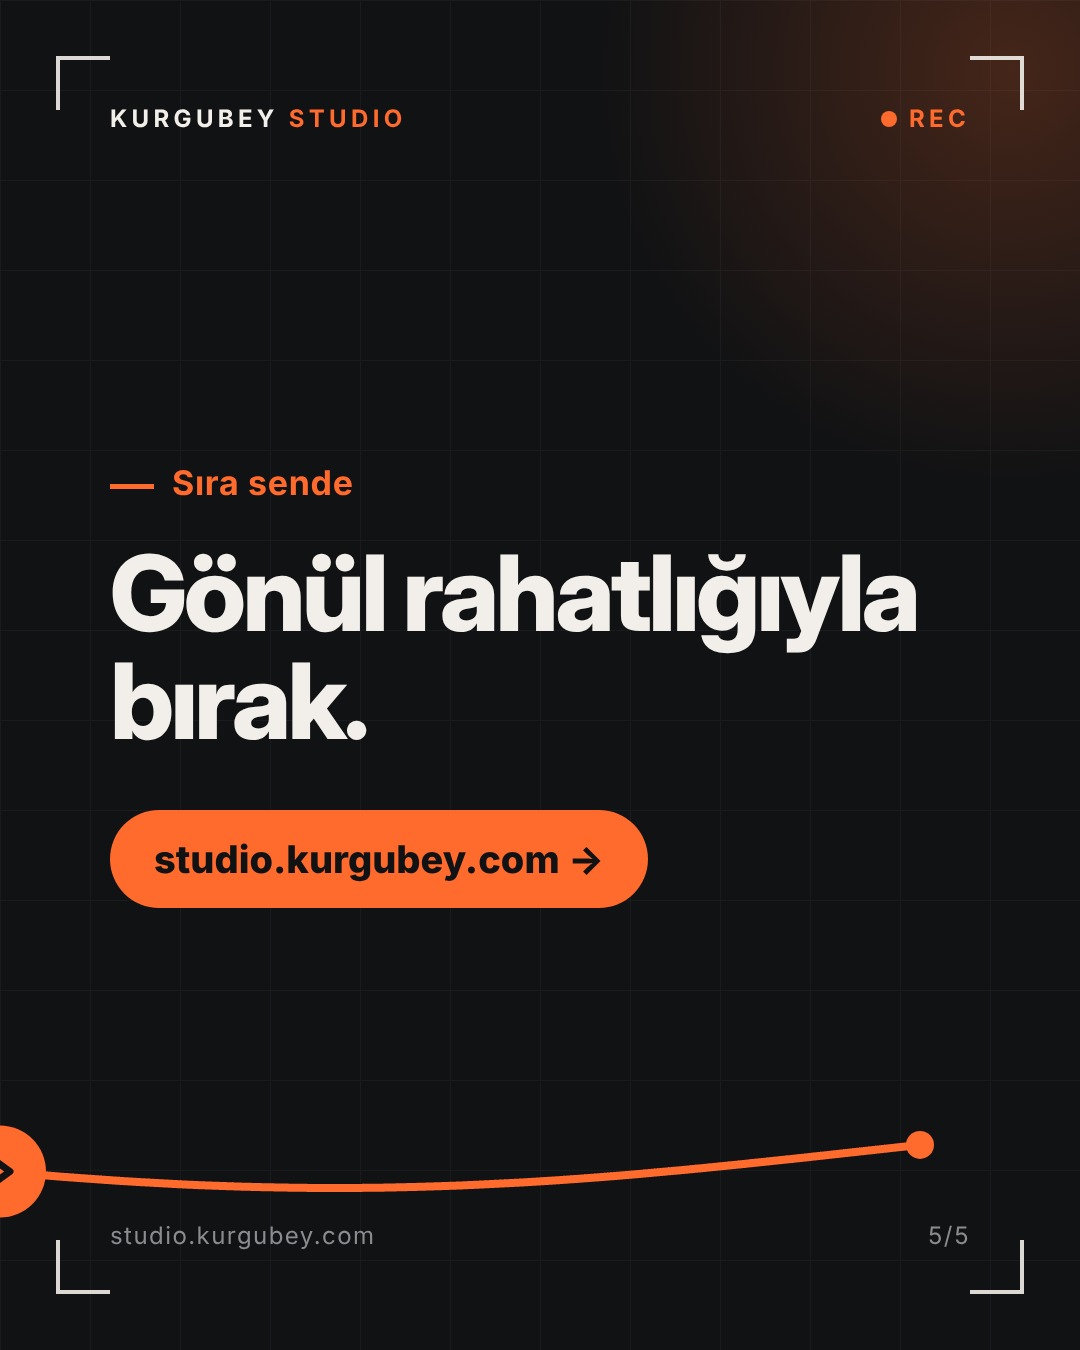 KURGUBEY STUDIO
REC
Sıra sende
Gönül rahatlığıyla
bırak.
studio.kurgubey.com →
studio.kurgubey.com
5/5